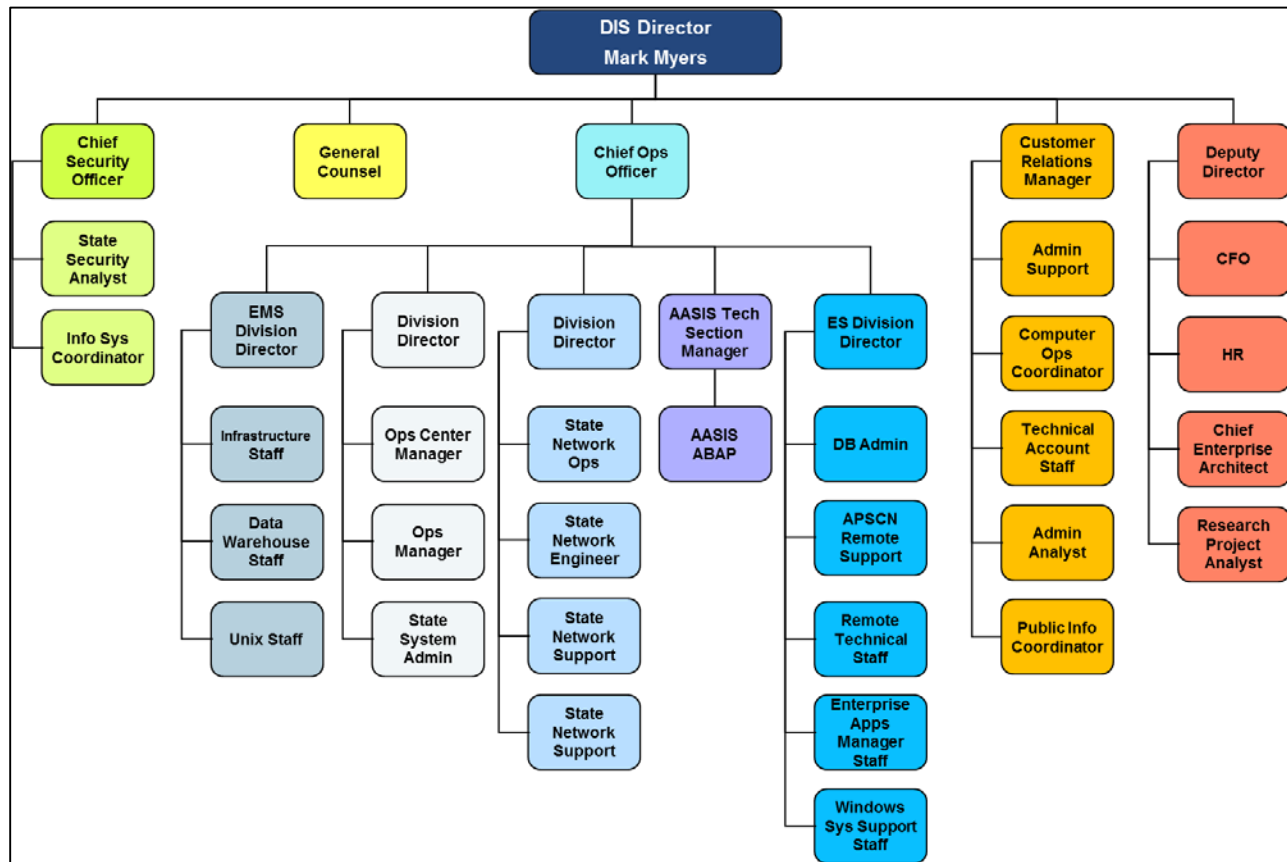 DIS Director
Mark Myers
Chief
Security
Officer
General
Counsel
Chief Ops
Officer
Customer
Relations
Manager
Deputy
Director
State
Security
Analyst
Info Sys
Coordinator
EMS
Division
Director
Infrastructure
Staff
Data
Warehouse
Staff
Unix Staff
Division
Director
Ops Center
Manager
Ops
Manager
State
System
Admin
Division
Director
State
Network
Ops
State
Network
Engineer
State
Network
Support
State
Network
Support
AASIS Tech
Section
Manager
AASIS
ABAP
ES Division
Director
DB Admin
APSCN
Remote
Support
Remote
Technical
Staff
Enterprise
Apps
Manager
Staff
Windows
Sys Support
Staff
Admin
Support
Computer
Ops
Coordinator
Technical
Account
Staff
Admin
Analyst
Public Info
Coordinator
CFO
HR
Chief
Enterprise
Architect
Research
Project
Analyst